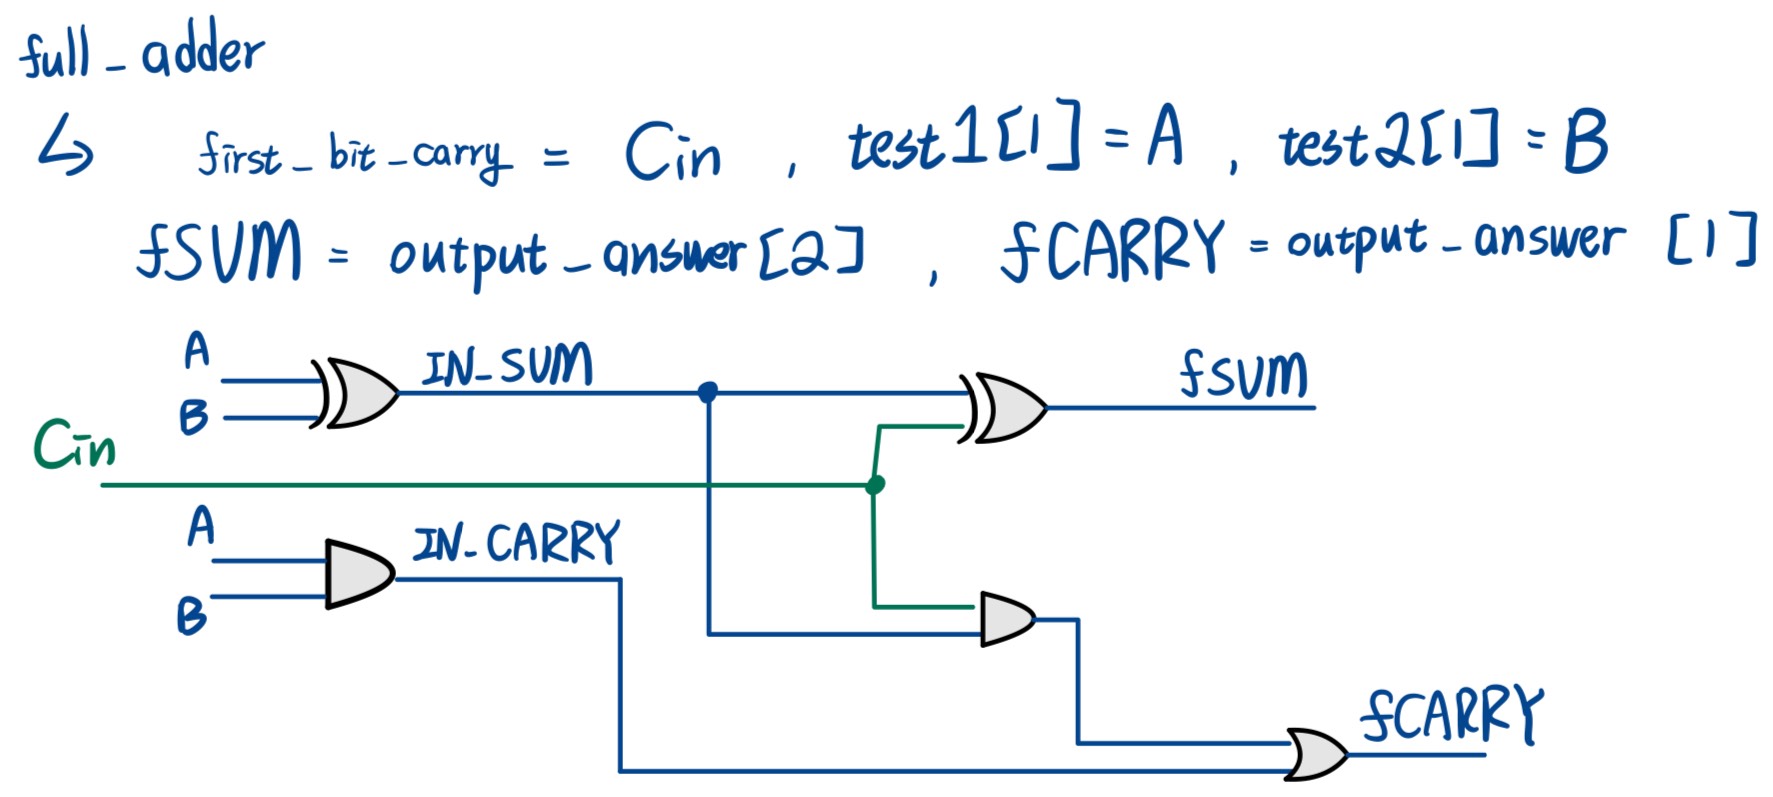 full_adder
↳ first_bit_carry = Cin , test1[1] = A , test2[1] = B
fSUM = output_answer[2] , fCARRY = output_answer [1]
A
IN_SUM
fSUM
B
Cin
A
IN_CARRY
B
fCARRY